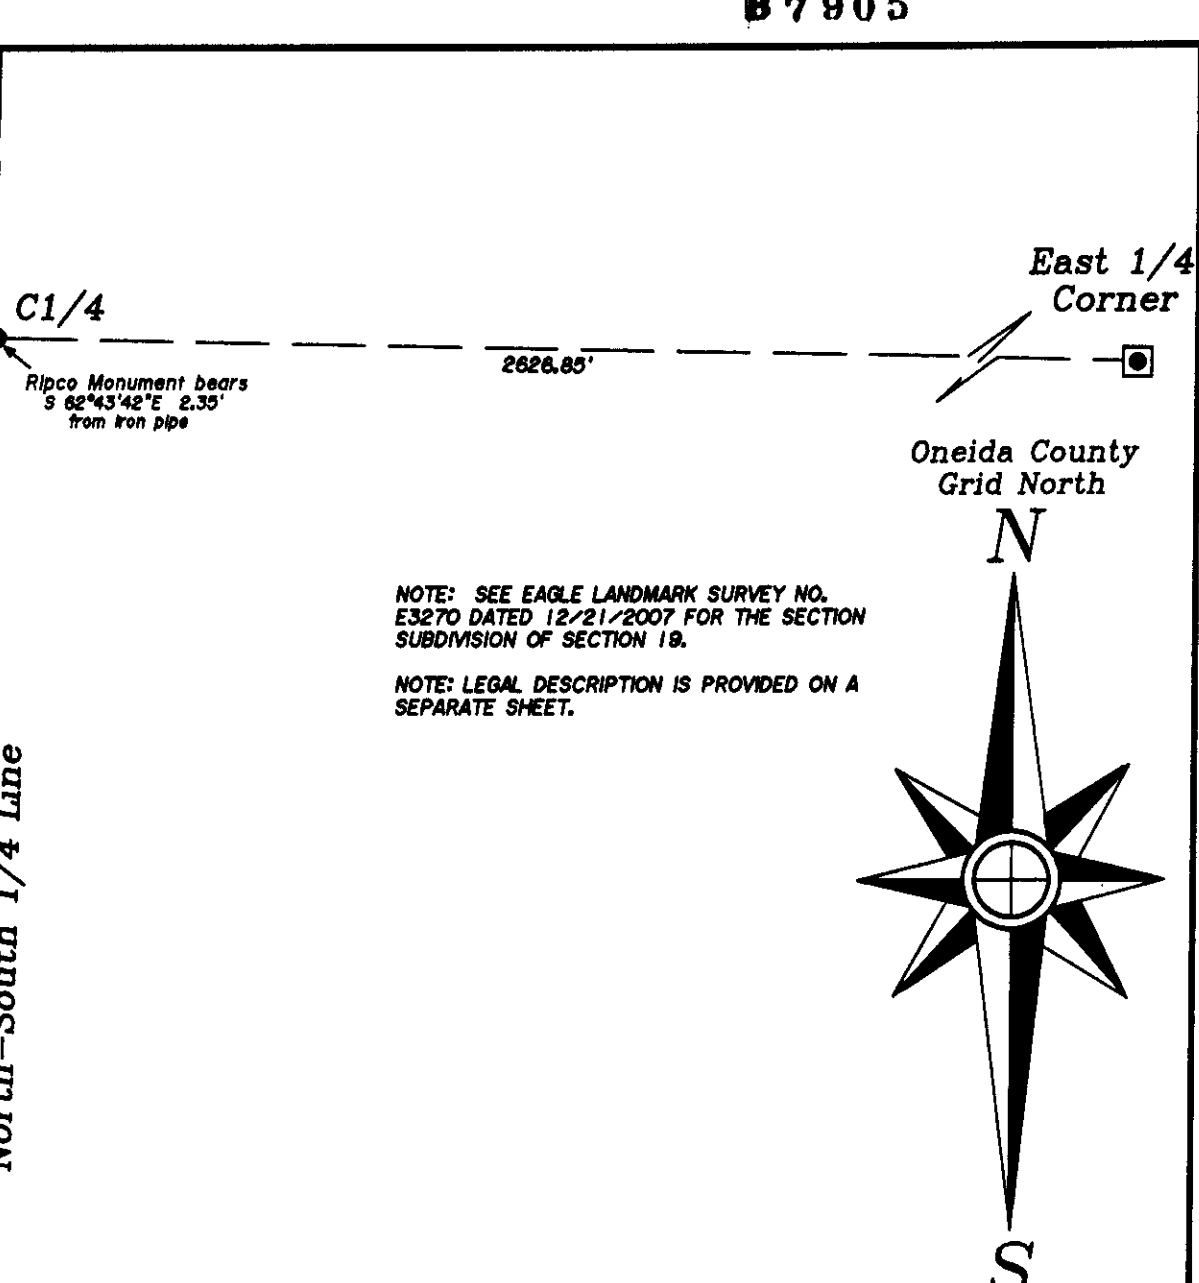 B7905
East 1/4
Corner
C1/4
2626.85'
Ripco Monument bears
S 62°43'42"E 2.35'
from iron pipe
Oneida County
Grid North
N
NOTE: SEE EAGLE LANDMARK SURVEY NO.
E3270 DATED 12/21/2007 FOR THE SECTION
SUBDIVISION OF SECTION 19.
NOTE: LEGAL DESCRIPTION IS PROVIDED ON A
SEPARATE SHEET.
North-South 1/4 Line
S